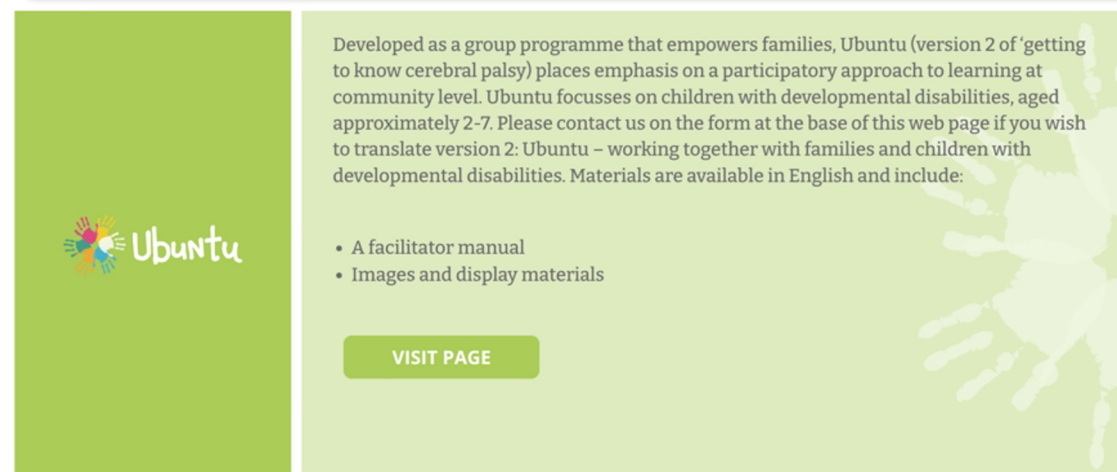 Developed as a group programme that empowers families, Ubuntu (version 2 of ‘getting
to know cerebral palsy) places emphasis on a participatory approach to learning at
community level. Ubuntu focusses on children with developmental disabilities, aged
approximately 2-7. Please contact us on the form at the base of this web page if you wish
to translate version 2: Ubuntu – working together with families and children with
developmental disabilities. Materials are available in English and include:
Ubuntu
• A facilitator manual
• Images and display materials
VISIT PAGE